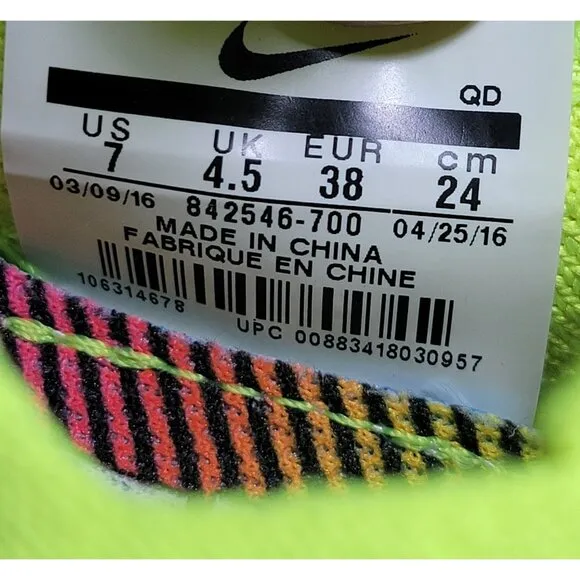 QD
US UK EUR cm
7 4.5 38 24
03/09/16 842546-700 04/25/16
MADE IN CHINA
FABRIQUE EN CHINE
106314678
UPC 00883418030957